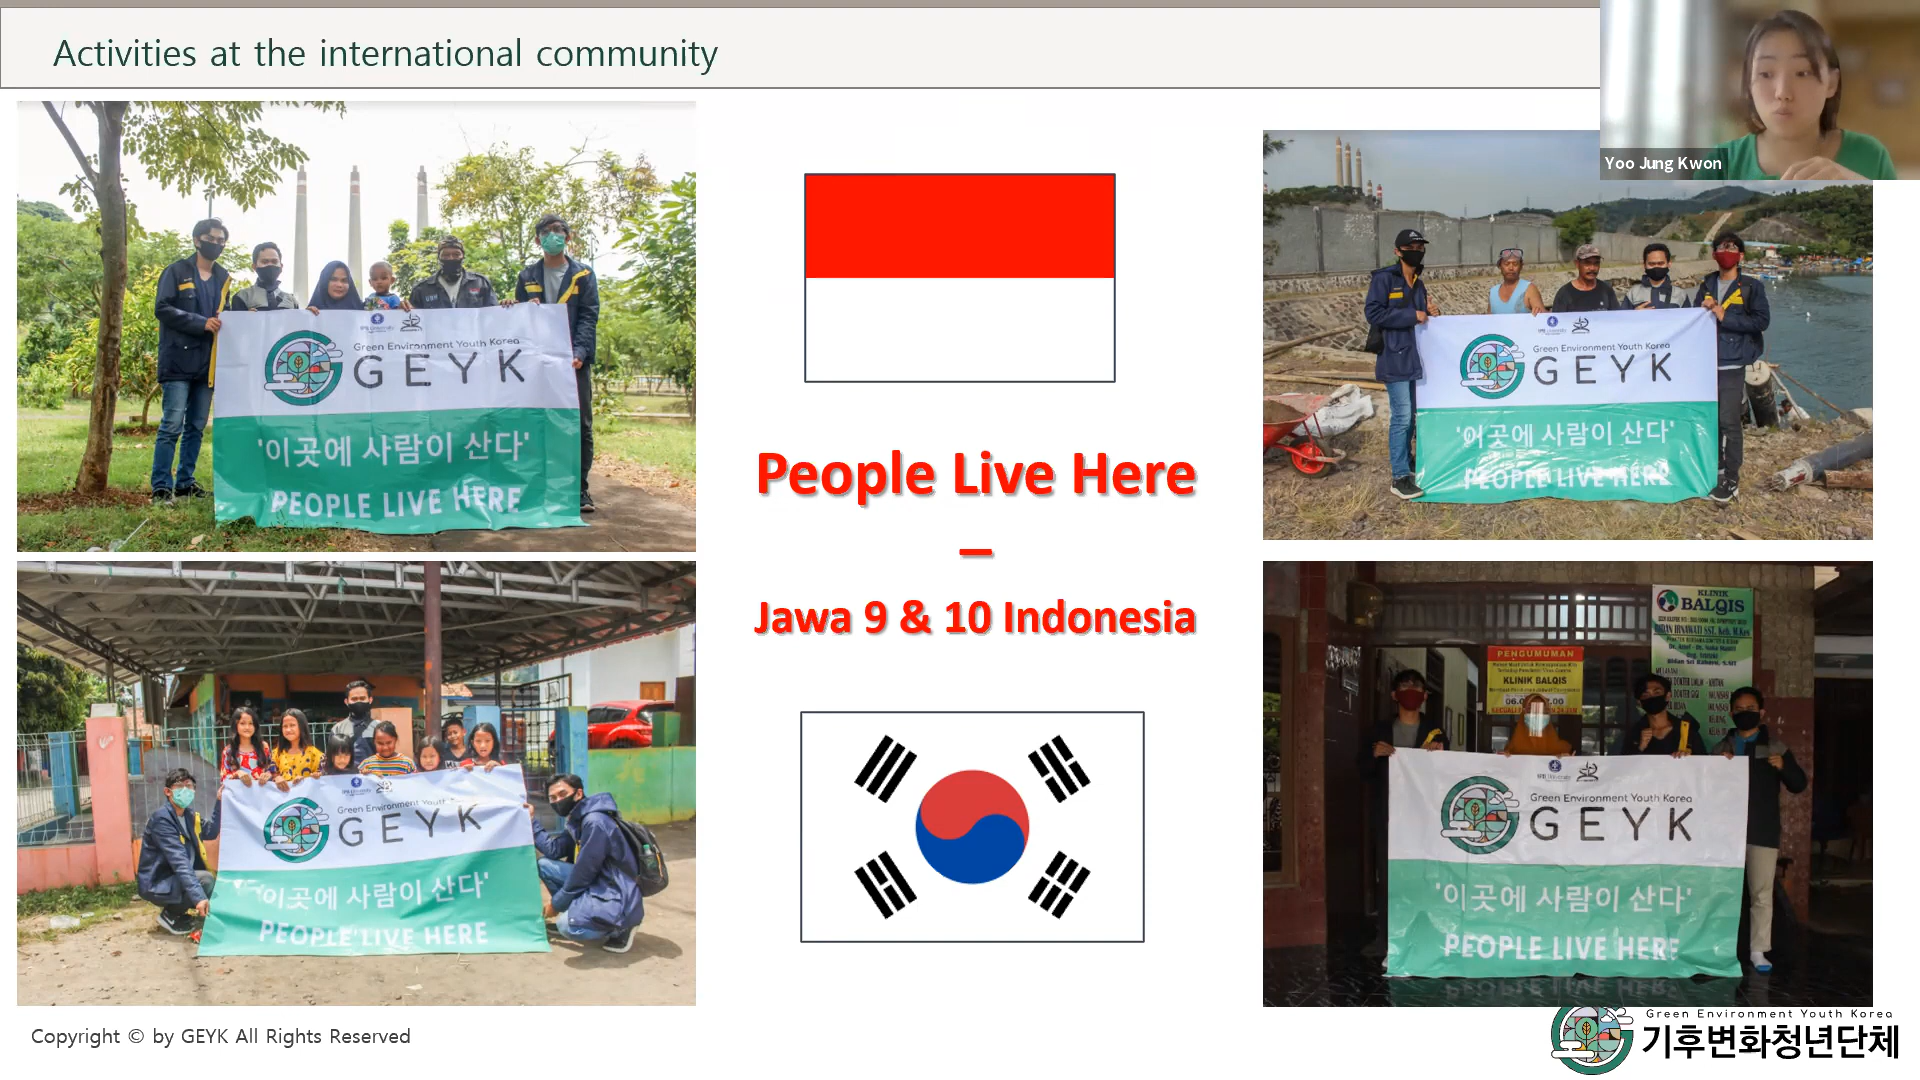 Activities at the international community
Yoo Jung Kwon
Green Environment Youth Korea
GEYK
'이곳에 사람이 산다'
PEOPLE LIVE HERE
People Live Here
–
Jawa 9 & 10 Indonesia
Green Environment Youth Korea
GEYK
'이곳에 사람이 산다'
PEOPLE LIVE HERE
Green Environment Youth
GEYK
'이곳에 사람이 산다'
PEOPLE LIVE HERE
KLINIK
BALQIS
PENGUMUMAN
KLINIK BALQIS
Green Environment Youth Korea
GEYK
'이곳에 사람이 산다'
PEOPLE LIVE HERE
Copyright © by GEYK All Rights Reserved
Green Environment Youth Korea
기후변화청년단체